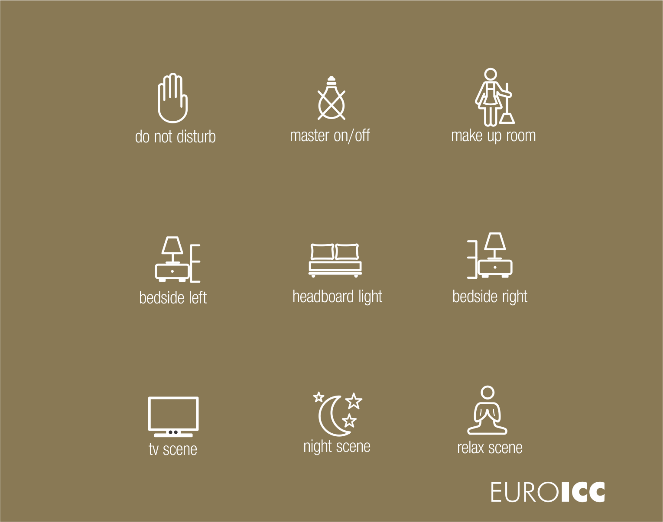 do not disturb
master on/off
make up room
bedside left
headboard light
bedside right
tv scene
night scene
relax scene
EUROICC